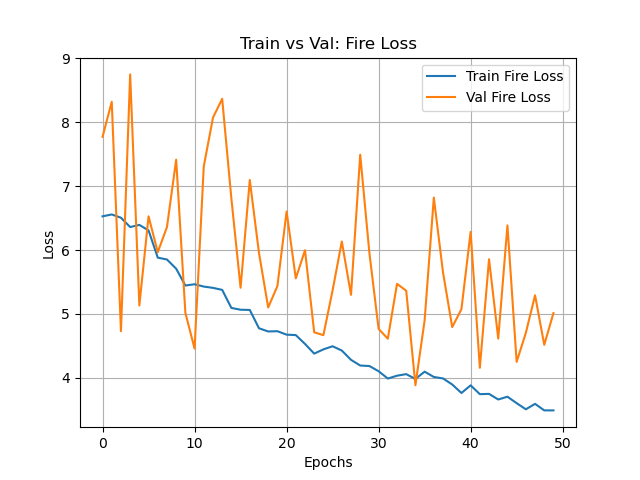 Train vs Val: Fire Loss
Train Fire Loss
Val Fire Loss
9
8
7
6
5
4
Loss
0 10 20 30 40 50
Epochs